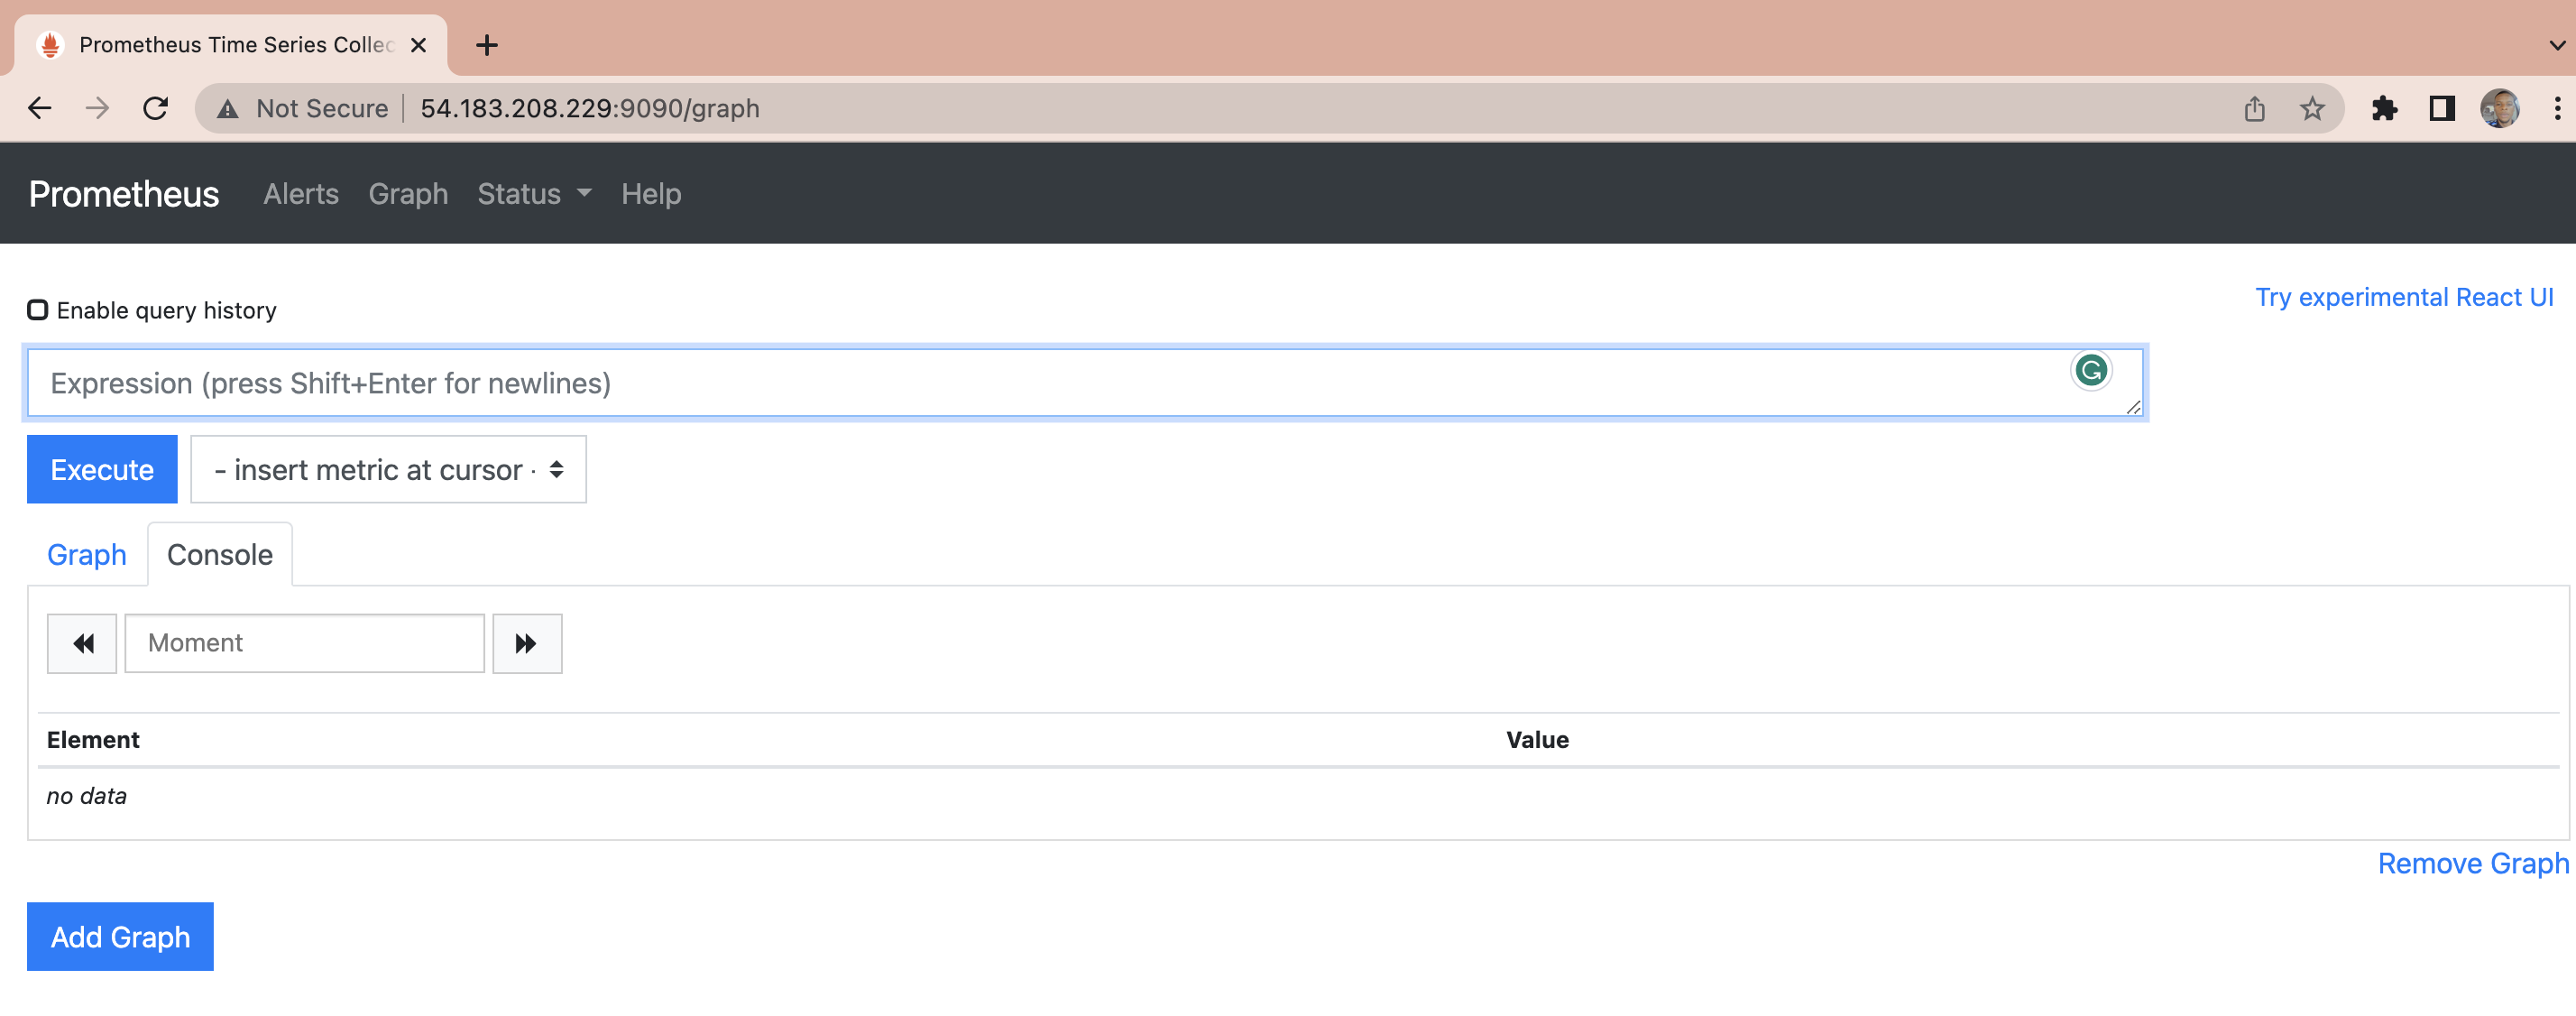 Prometheus Time Series Collec
Not Secure 54.183.208.229:9090/graph
Prometheus Alerts Graph Status Help
Enable query history
Try experimental React UI
Expression (press Shift+Enter for newlines)
Execute - insert metric at cursor -
Graph Console
Moment
Element Value
no data
Remove Graph
Add Graph